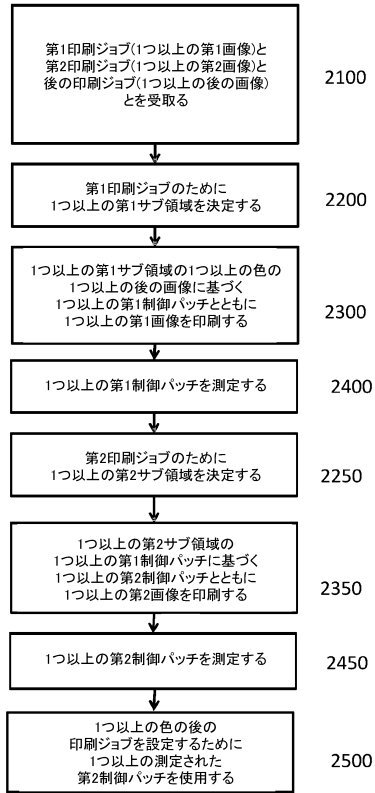 第1印刷ジョブ(1つ以上の第1画像)と
第2印刷ジョブ(1つ以上の第2画像)と
後の印刷ジョブ(1つ以上の後の画像)
とを受取る
2100
第1印刷ジョブのために
1つ以上の第1サブ領域を決定する
2200
1つ以上の第1サブ領域の1つ以上の色の
1つ以上の後の画像に基づく
1つ以上の第1制御パッチとともに
1つ以上の第1画像を印刷する
2300
1つ以上の第1制御パッチを測定する
2400
第2印刷ジョブのために
1つ以上の第2サブ領域を決定する
2250
1つ以上の第2サブ領域の
1つ以上の第1制御パッチに基づく
1つ以上の第2制御パッチとともに
1つ以上の第2画像を印刷する
2350
1つ以上の第2制御パッチを測定する
2450
1つ以上の色の後の
印刷ジョブを設定するために
1つ以上の測定された
第2制御パッチを使用する
2500